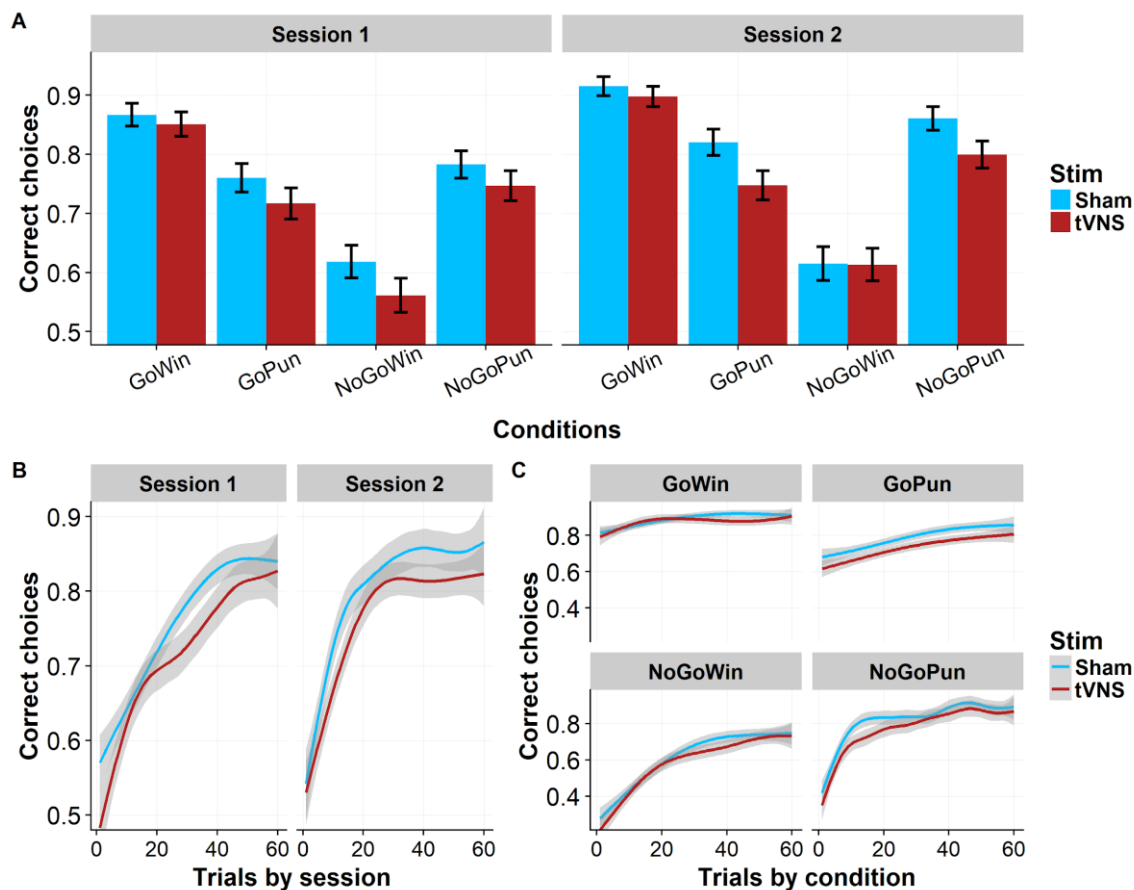 A
Session 1
Session 2
Correct choices
0.9
0.8
0.7
0.6
0.5
GoWin
GoPun
NoGoWin
NoGoPun
GoWin
GoPun
NoGoWin
NoGoPun
Conditions
Stim
Sham
tVNS
B
Session 1
Session 2
Correct choices
0.9
0.8
0.7
0.6
0.5
0 20 40 60
0 20 40 60
Trials by session
C
GoWin
GoPun
Correct choices
0.8
0.6
0.4
NoGoWin
NoGoPun
0.8
0.6
0.4
0 20 40 60
0 20 40 60
Trials by condition
Stim
Sham
tVNS